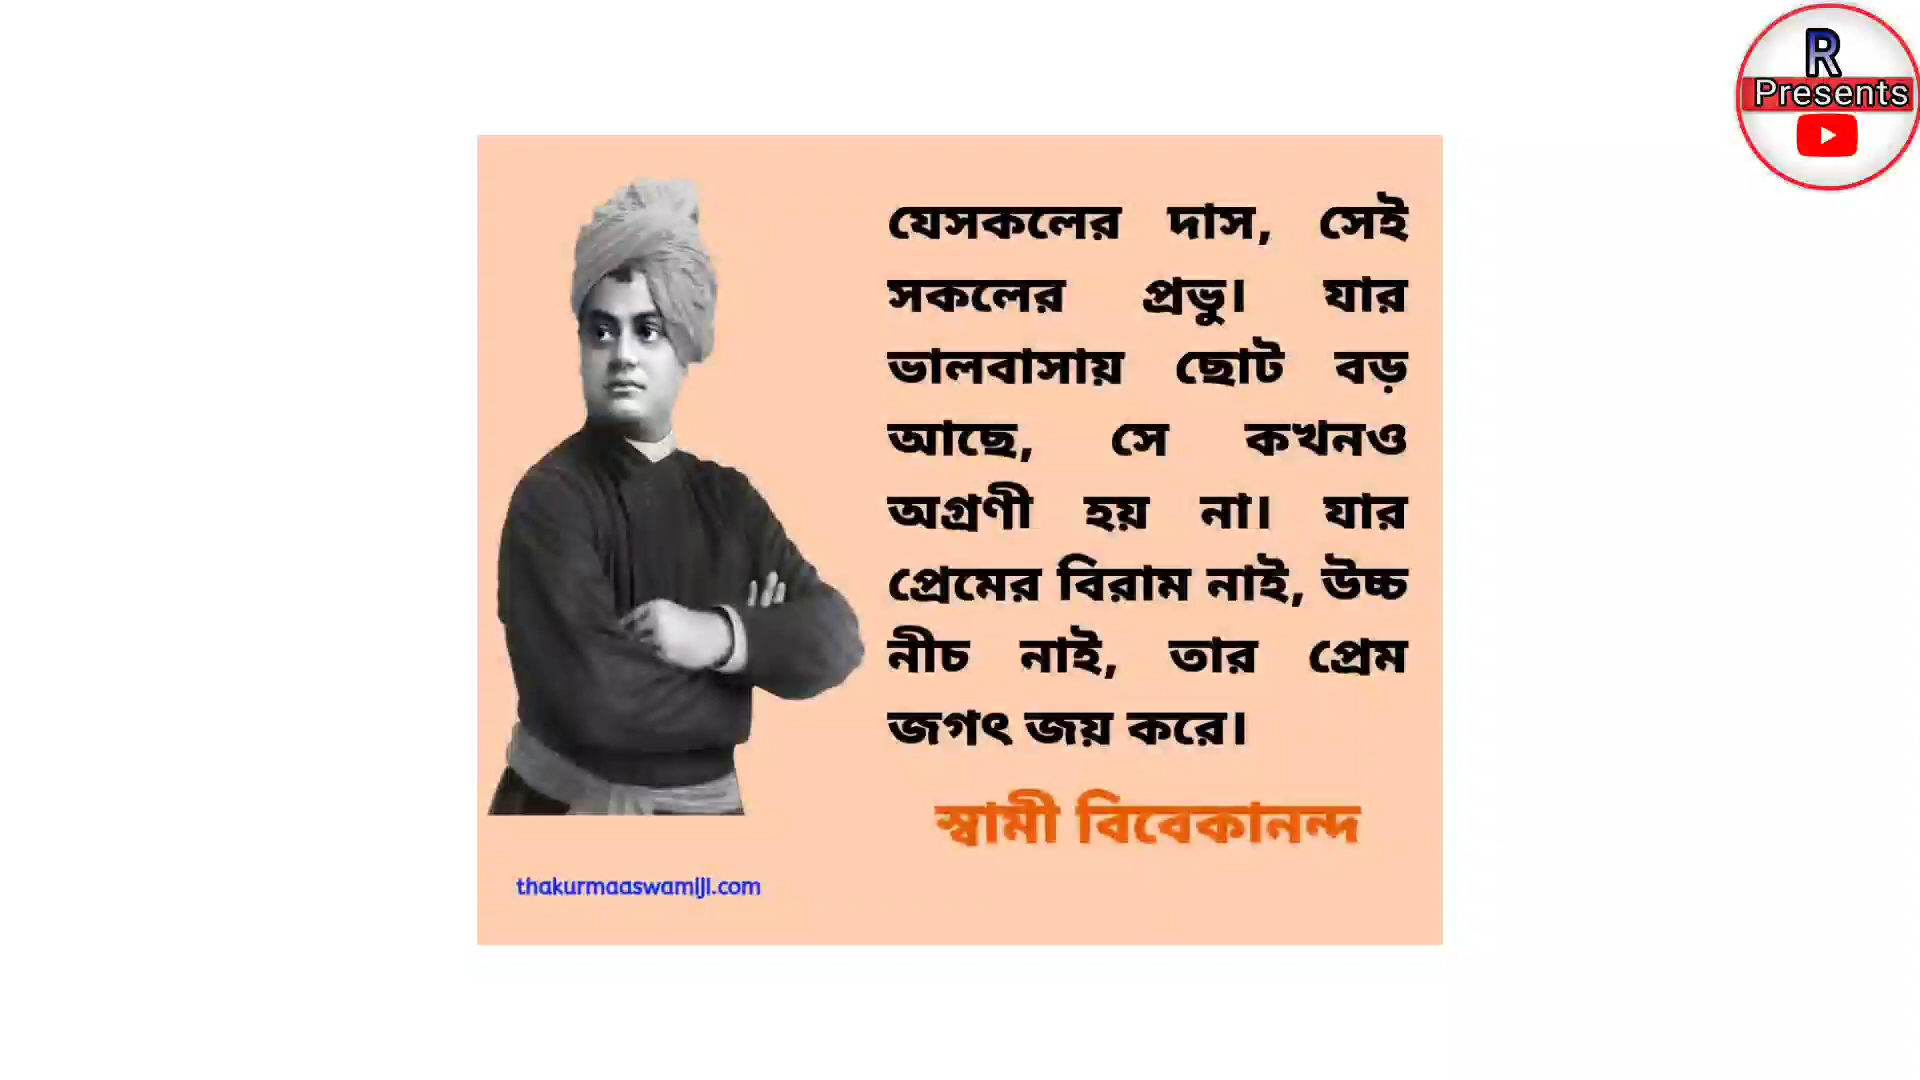 R
Presents
যেসকলের দাস, সেই
সকলের প্রভু। যার
ভালবাসায় ছোট বড়
আছে, সে কখনও
অগ্রণী হয় না। যার
প্রেমের বিরাম নাই, উচ্চ
নীচ নাই, তার প্রেম
জগৎ জয় করে।
স্বামী বিবেকানন্দ
thakurmaaswamiji.com